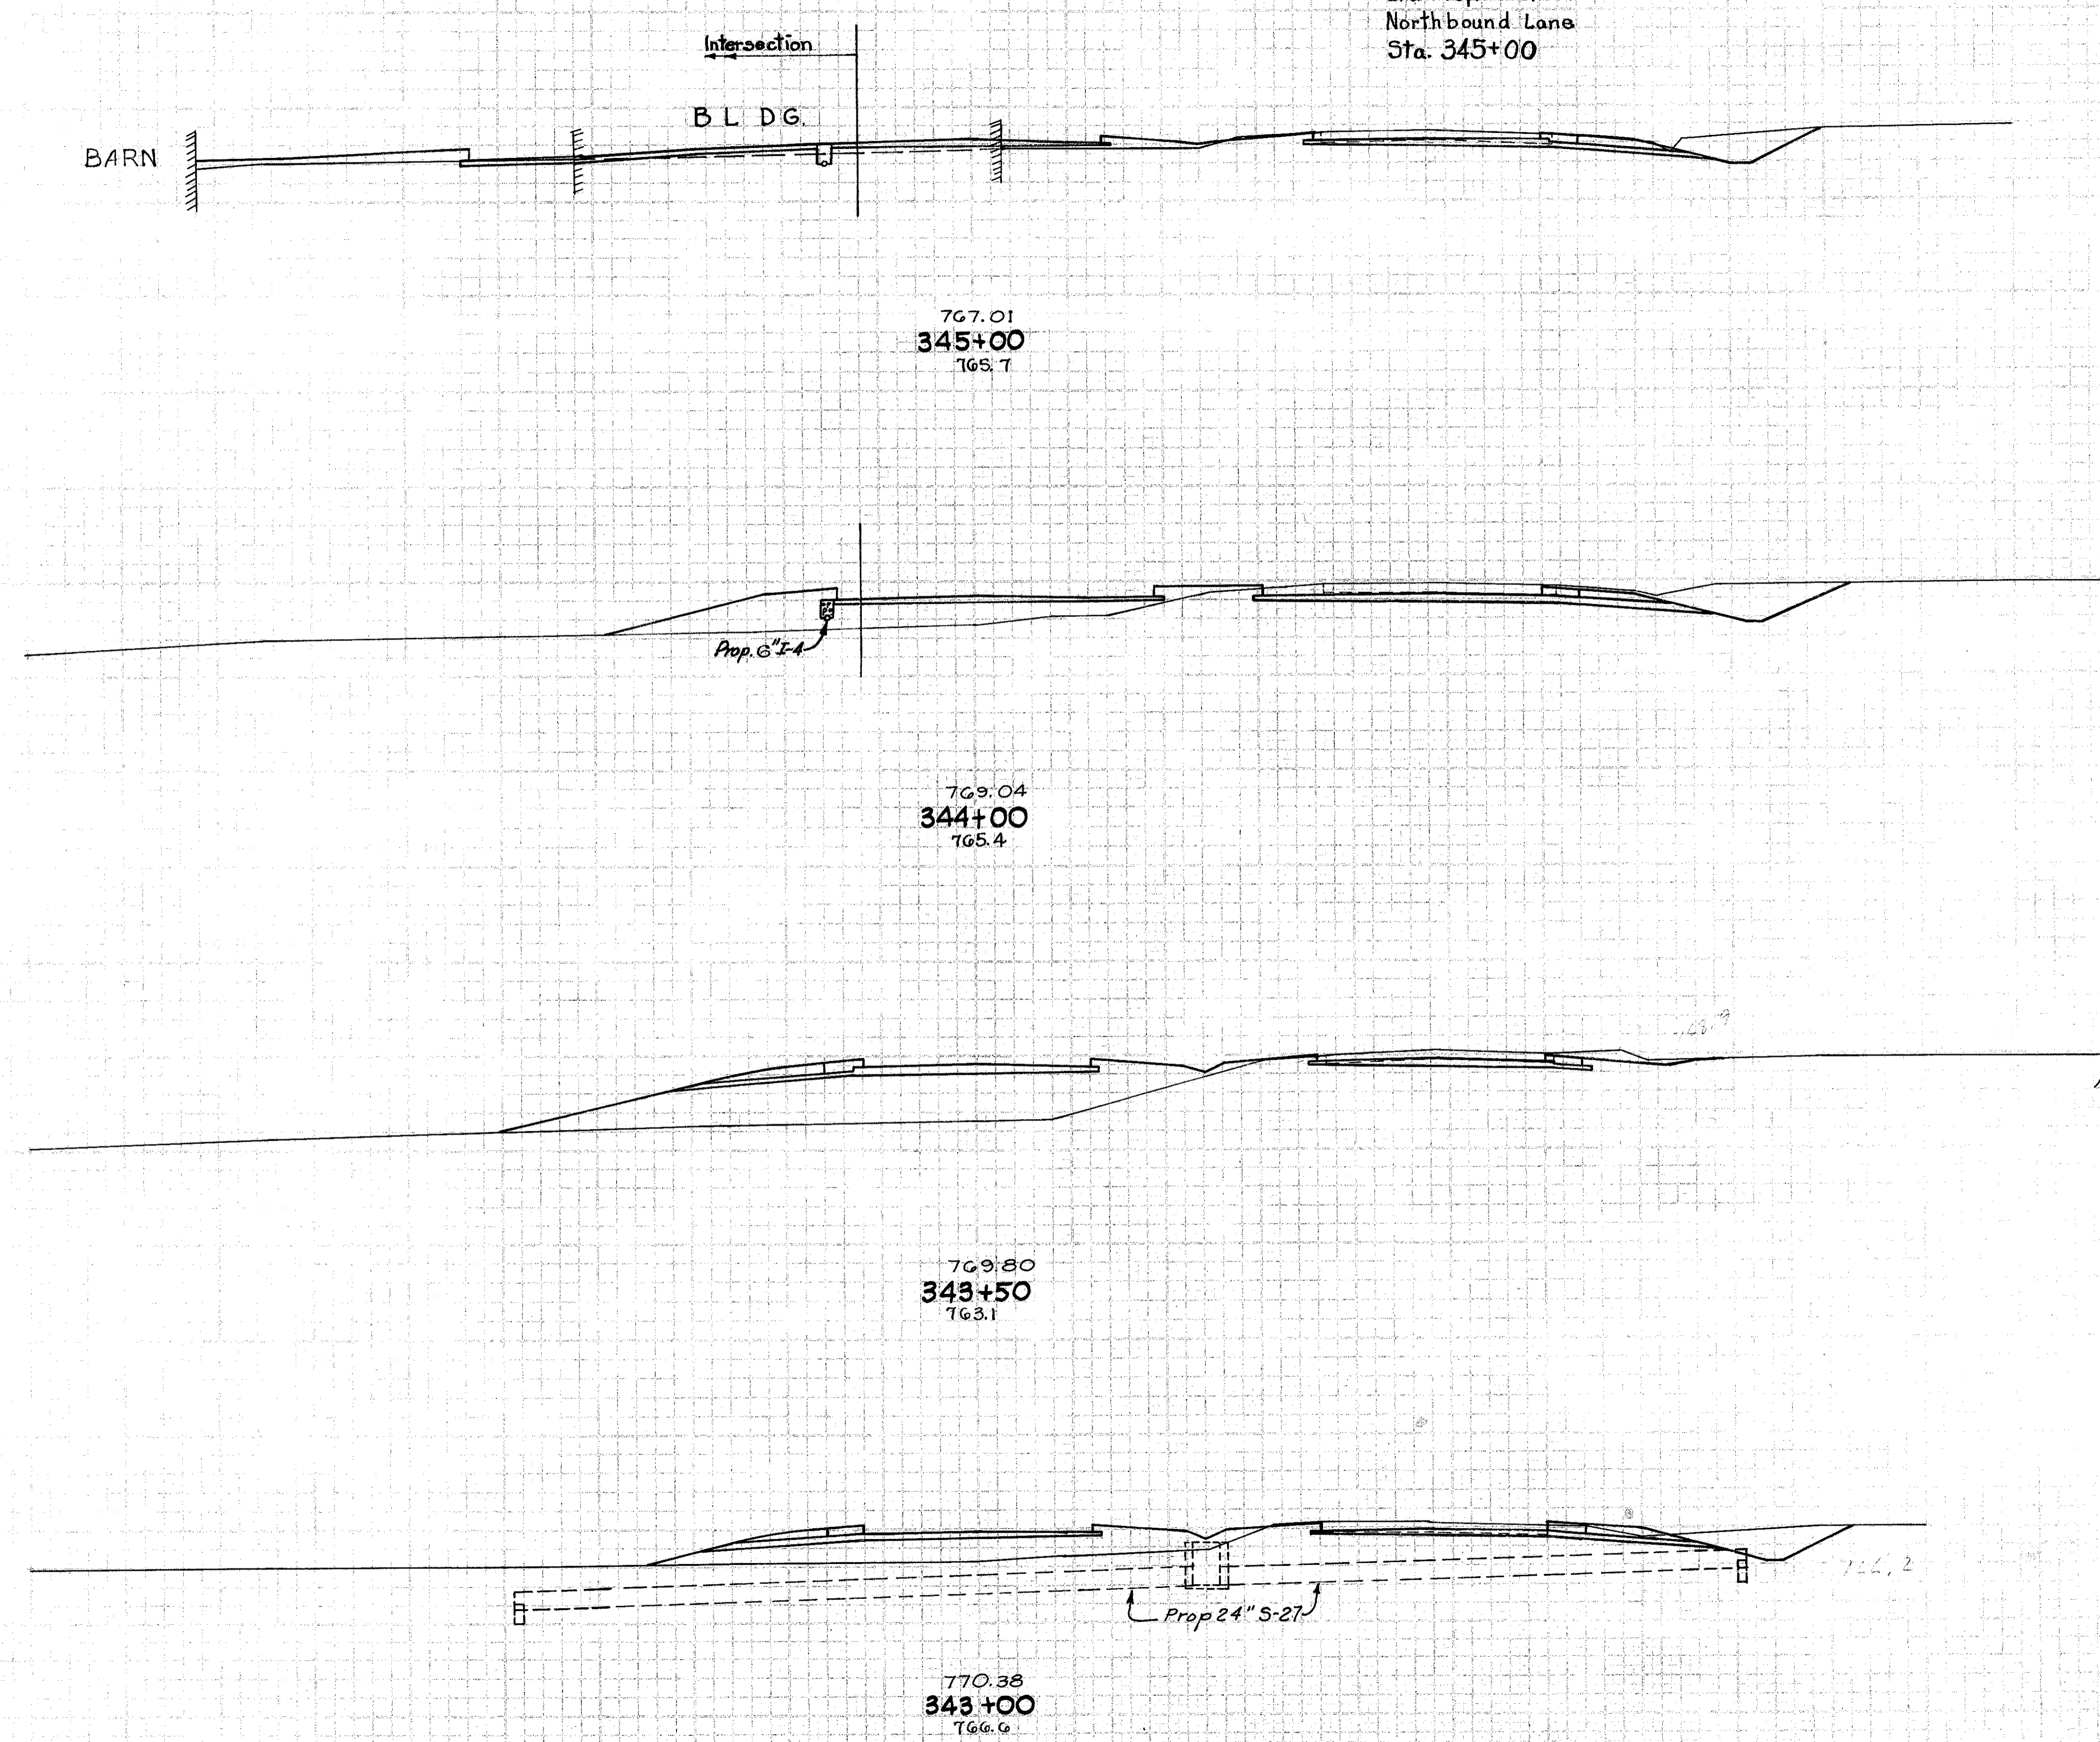 Northbound Lane
Sta. 345+00
Intersection
BLDG.
BARN
767.01
345+00
765.7
Prop. 6" I-4
769.04
344+00
765.4
769.80
343+50
763.1
Prop 24" S-27
770.38
343+00
766.6